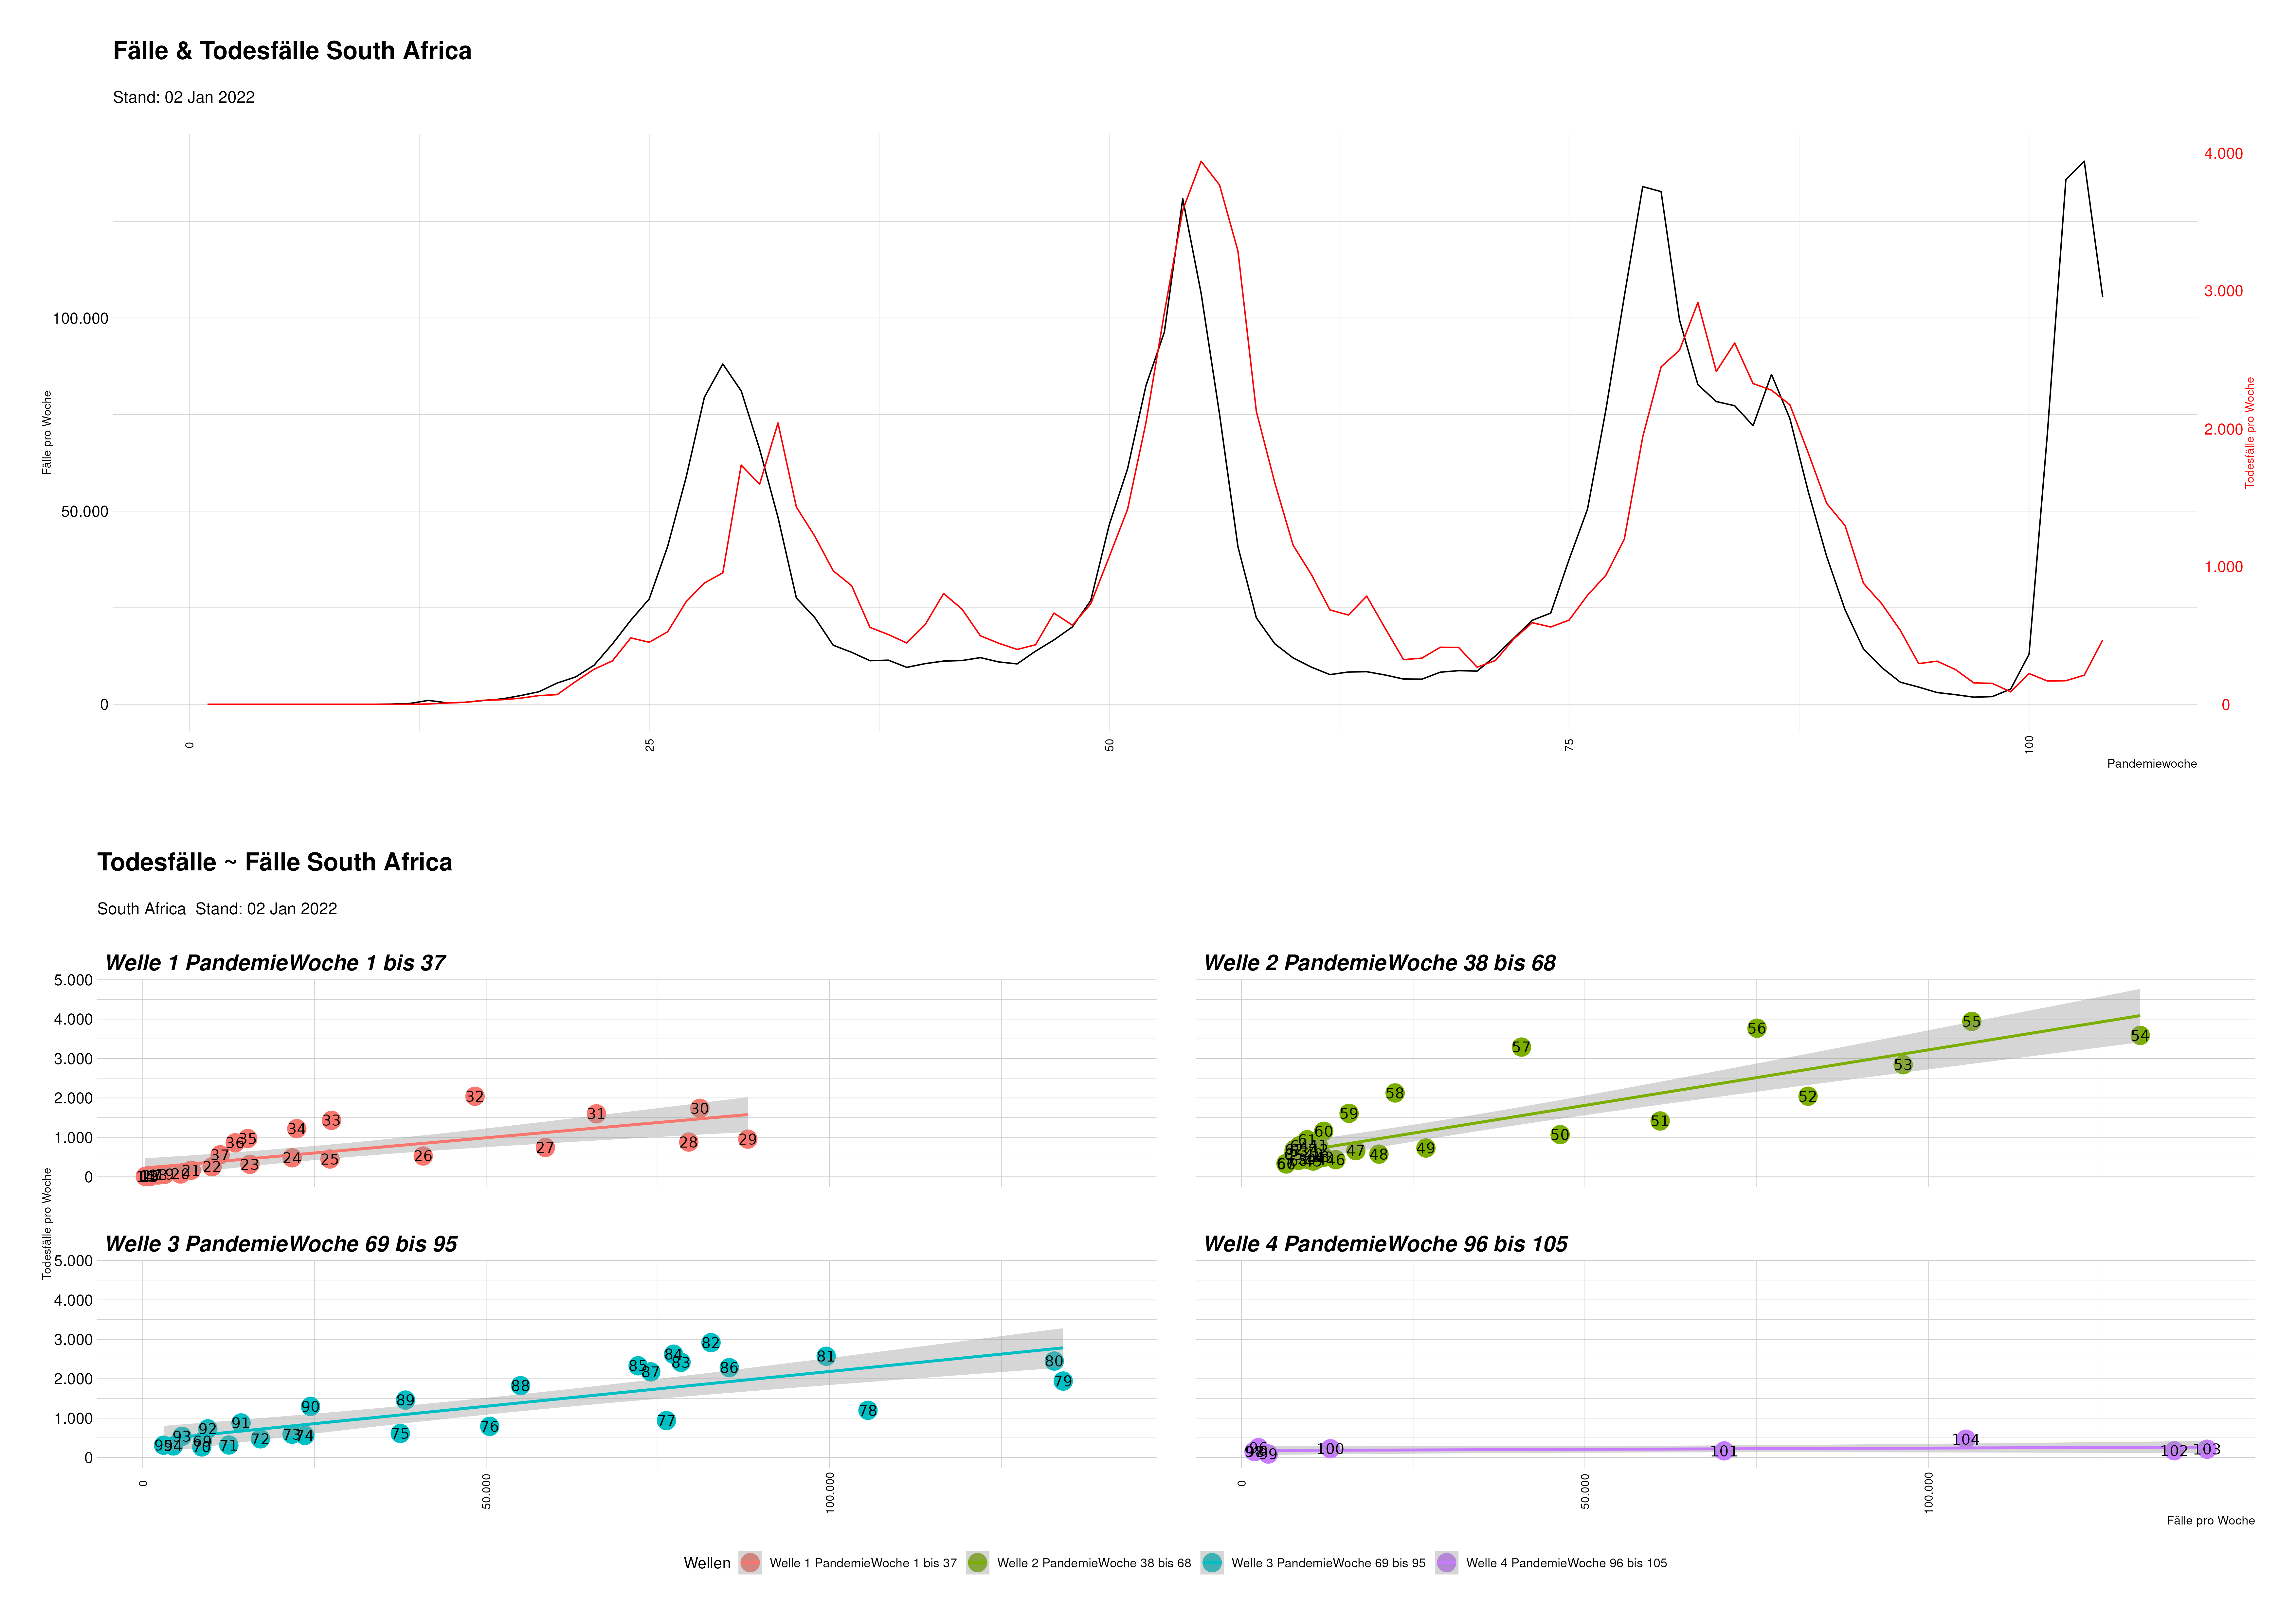 Fälle & Todesfälle South Africa
Stand: 02 Jan 2022
Fälle pro Woche
100.000
50.000
0
4.000
3.000
2.000
1.000
0
Todesfälle pro Woche
0 25 50 75 100
Pandemiewoche
Todesfälle ~ Fälle South Africa
South Africa Stand: 02 Jan 2022
Todesfälle pro Woche
Welle 1 PandemieWoche 1 bis 37
5.000
4.000
3.000
2.000
1.000
0
32 33 34 35 36 37 31 30 29 28 27 26 25 24 23 22 21 20
Welle 2 PandemieWoche 38 bis 68
54 55 56 53 57 58 52 59 51 60 50 61 49 48 47 46
Welle 3 PandemieWoche 69 bis 95
5.000
4.000
3.000
2.000
1.000
0
82 84 83 85 87 86 81 80 79 88 78 89 90 77 76 91 75 92 93 74 73 72 71 69 70 94 95
Welle 4 PandemieWoche 96 bis 105
96 99 100 101 104 102 103
0 50.000 100.000
0 50.000 100.000
Fälle pro Woche
Wellen Welle 1 PandemieWoche 1 bis 37 Welle 2 PandemieWoche 38 bis 68 Welle 3 PandemieWoche 69 bis 95 Welle 4 PandemieWoche 96 bis 105